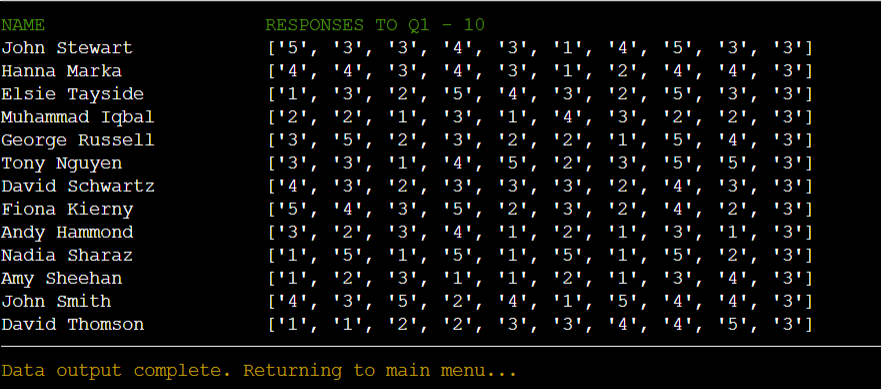 NAME RESPONSES TO Q1 - 10
John Stewart ['5', '3', '3', '4', '3', '1', '4', '5', '3', '3']
Hanna Marka ['4', '4', '3', '4', '3', '1', '2', '4', '4', '3']
Elsie Tayside ['1', '3', '2', '5', '4', '3', '2', '5', '3', '3']
Muhammad Iqbal ['2', '2', '1', '3', '1', '4', '3', '2', '2', '3']
George Russell ['3', '5', '2', '3', '2', '2', '1', '5', '4', '3']
Tony Nguyen ['3', '3', '1', '4', '5', '2', '3', '5', '5', '3']
David Schwartz ['4', '3', '2', '3', '3', '3', '2', '4', '3', '3']
Fiona Kierny ['5', '4', '3', '5', '2', '3', '2', '4', '2', '3']
Andy Hammond ['3', '2', '3', '4', '1', '2', '1', '3', '1', '3']
Nadia Sharaz ['1', '5', '1', '5', '1', '5', '1', '5', '2', '3']
Amy Sheehan ['1', '2', '3', '1', '1', '2', '1', '3', '4', '3']
John Smith ['4', '3', '5', '2', '4', '1', '5', '4', '4', '3']
David Thomson ['1', '1', '2', '2', '3', '3', '4', '4', '5', '3']
Data output complete. Returning to main menu...